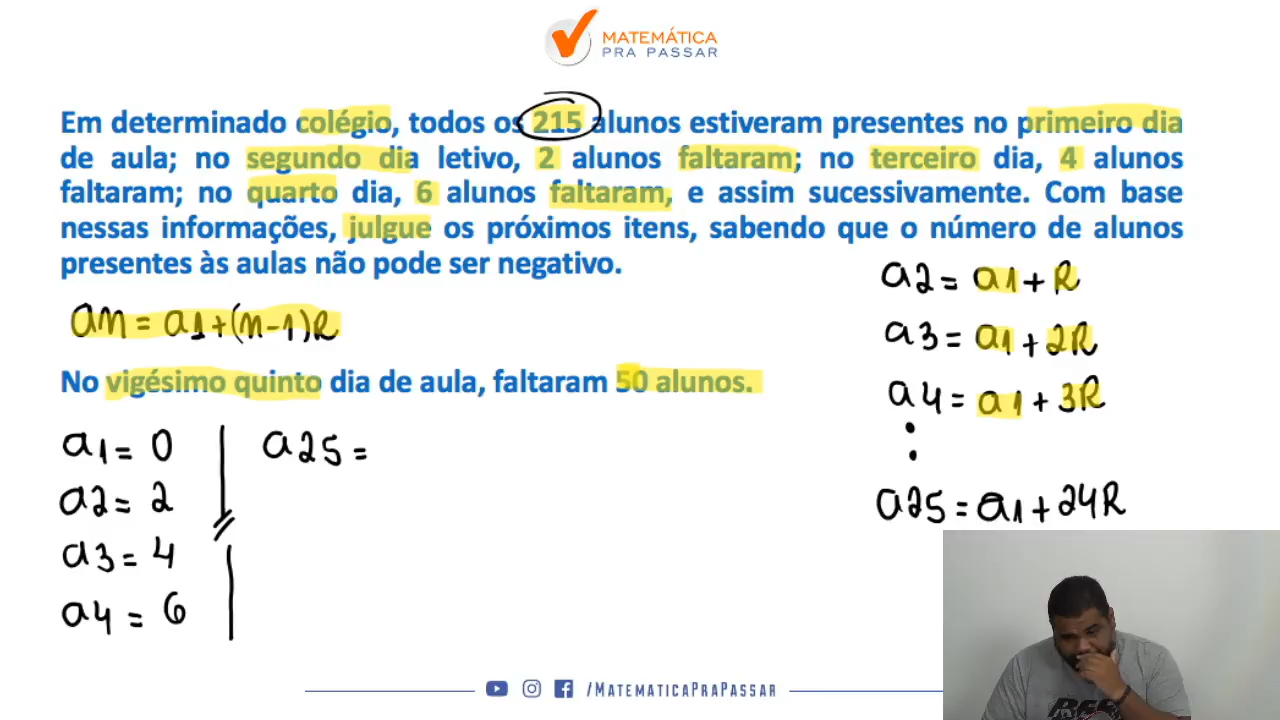 MATEMÁTICA
PRA PASSAR
Em determinado colégio, todos os 215 alunos estiveram presentes no primeiro dia
de aula; no segundo dia letivo, 2 alunos faltaram; no terceiro dia, 4 alunos
faltaram; no quarto dia, 6 alunos faltaram, e assim sucessivamente. Com base
nessas informações, julgue os próximos itens, sabendo que o número de alunos
presentes às aulas não pode ser negativo.
an = a1+(n-1)R
No vigésimo quinto dia de aula, faltaram 50 alunos.
a1 = 0
a2 = 2
a3 = 4
a4 = 6
a25 =
a2 = a1 + R
a3 = a1 + 2R
a4 = a1 + 3R
:
a25 = a1 + 24R
/MATEMATICAPRAPASSAR